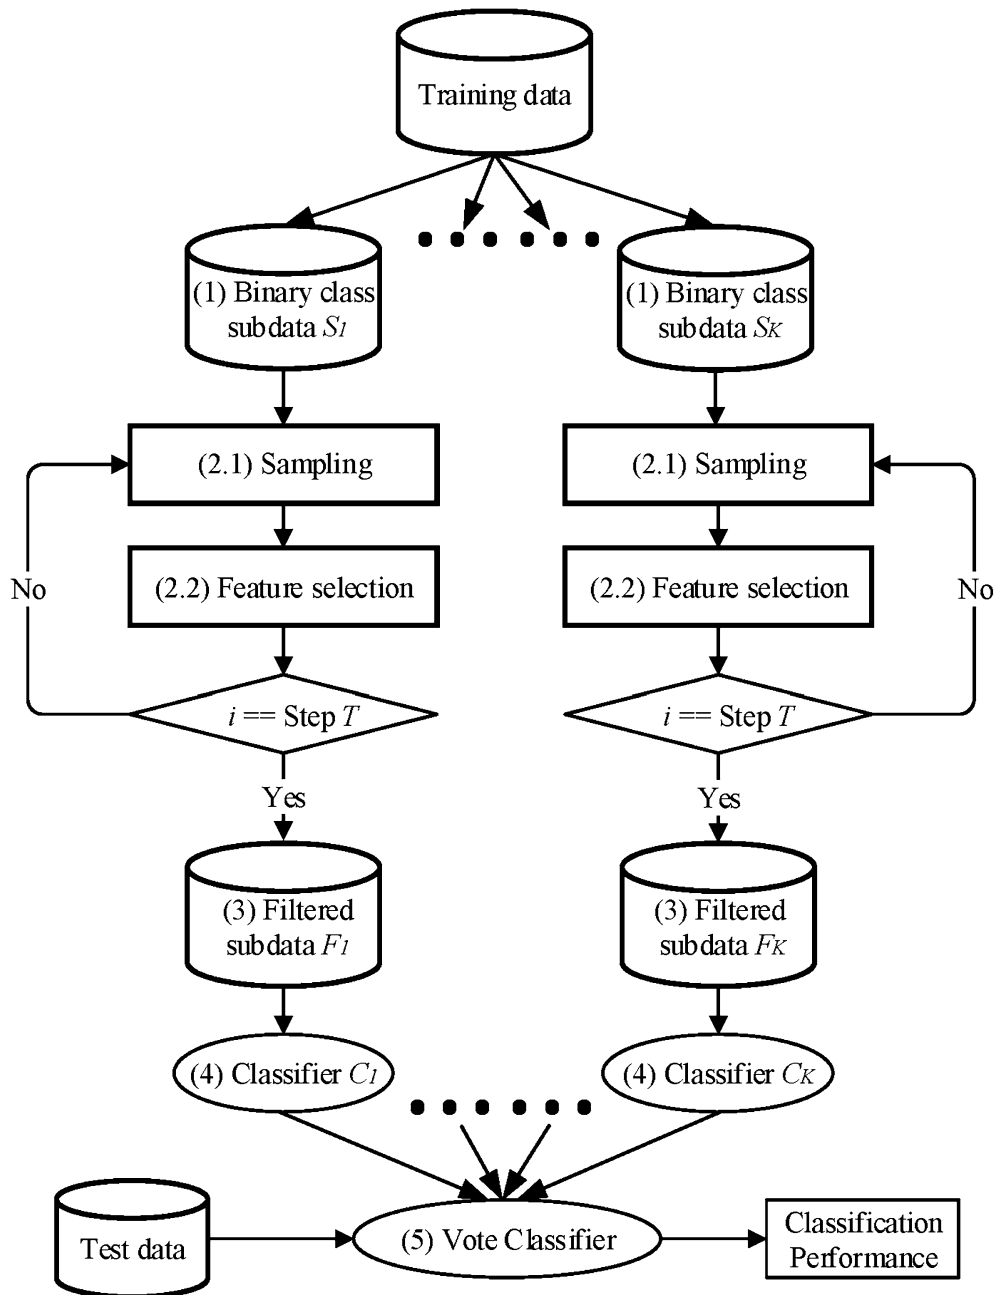 Training data
(1) Binary class
subdata S1
(1) Binary class
subdata SK
(2.1) Sampling
(2.1) Sampling
(2.2) Feature selection
(2.2) Feature selection
No
No
i == Step T
i == Step T
Yes
Yes
(3) Filtered
subdata F1
(3) Filtered
subdata FK
(4) Classifier C1
(4) Classifier CK
Test data
(5) Vote Classifier
Classification
Performance